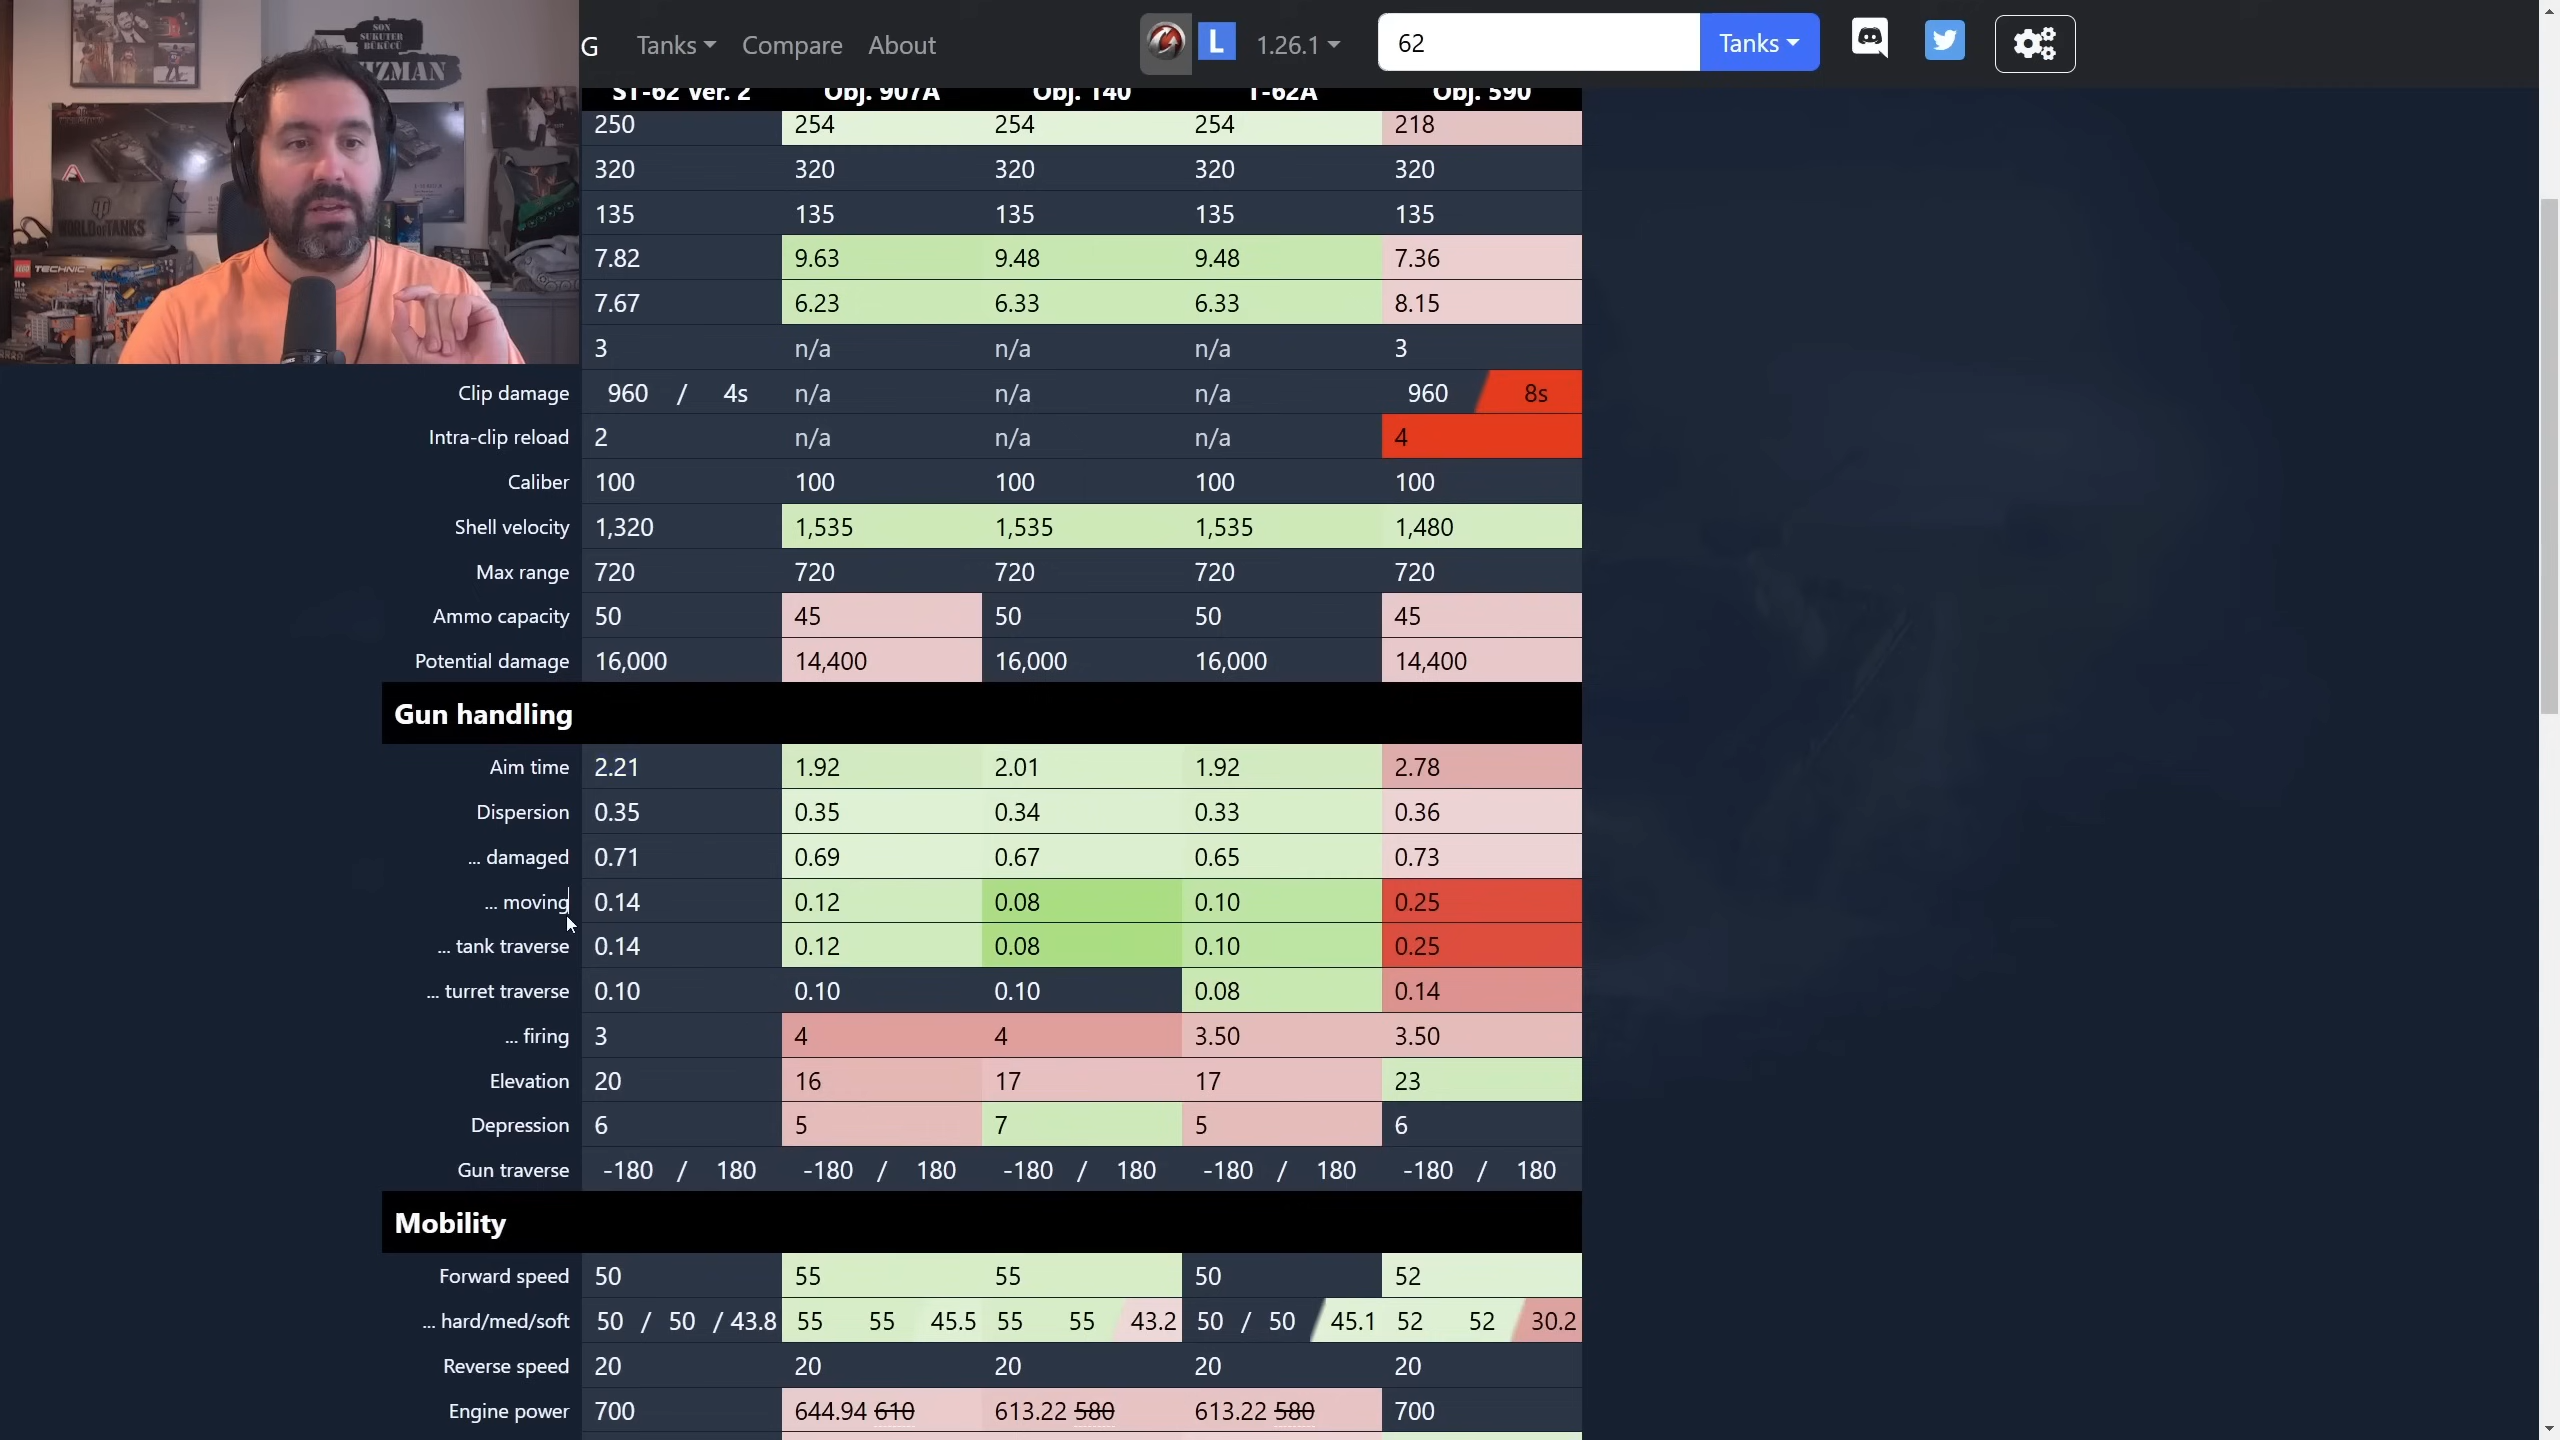 SON
SUKUTER
BÜKÜCÜ
UZMAN
WORLD OF TANKS
LEGO TECHNIC
G Tanks Compare About L 1.26.1 62 Tanks
ST-62 Ver. 2 Obj. 907A Obj. 140 T-62A Obj. 590
250 254 254 254 218
320 320 320 320 320
135 135 135 135 135
7.82 9.63 9.48 9.48 7.36
7.67 6.23 6.33 6.33 8.15
3 n/a n/a n/a 3
Clip damage 960 / 4s n/a n/a n/a 960 8s
Intra-clip reload 2 n/a n/a n/a 4
Caliber 100 100 100 100 100
Shell velocity 1,320 1,535 1,535 1,535 1,480
Max range 720 720 720 720 720
Ammo capacity 50 45 50 50 45
Potential damage 16,000 14,400 16,000 16,000 14,400
Gun handling
Aim time 2.21 1.92 2.01 1.92 2.78
Dispersion 0.35 0.35 0.34 0.33 0.36
... damaged 0.71 0.69 0.67 0.65 0.73
... moving 0.14 0.12 0.08 0.10 0.25
... tank traverse 0.14 0.12 0.08 0.10 0.25
... turret traverse 0.10 0.10 0.10 0.08 0.14
... firing 3 4 4 3.50 3.50
Elevation 20 16 17 17 23
Depression 6 5 7 5 6
Gun traverse -180 / 180 -180 / 180 -180 / 180 -180 / 180 -180 / 180
Mobility
Forward speed 50 55 55 50 52
... hard/med/soft 50 / 50 / 43.8 55 55 45.5 55 55 43.2 50 / 50 45.1 52 52 30.2
Reverse speed 20 20 20 20 20
Engine power 700 644.94 610 613.22 580 613.22 580 700